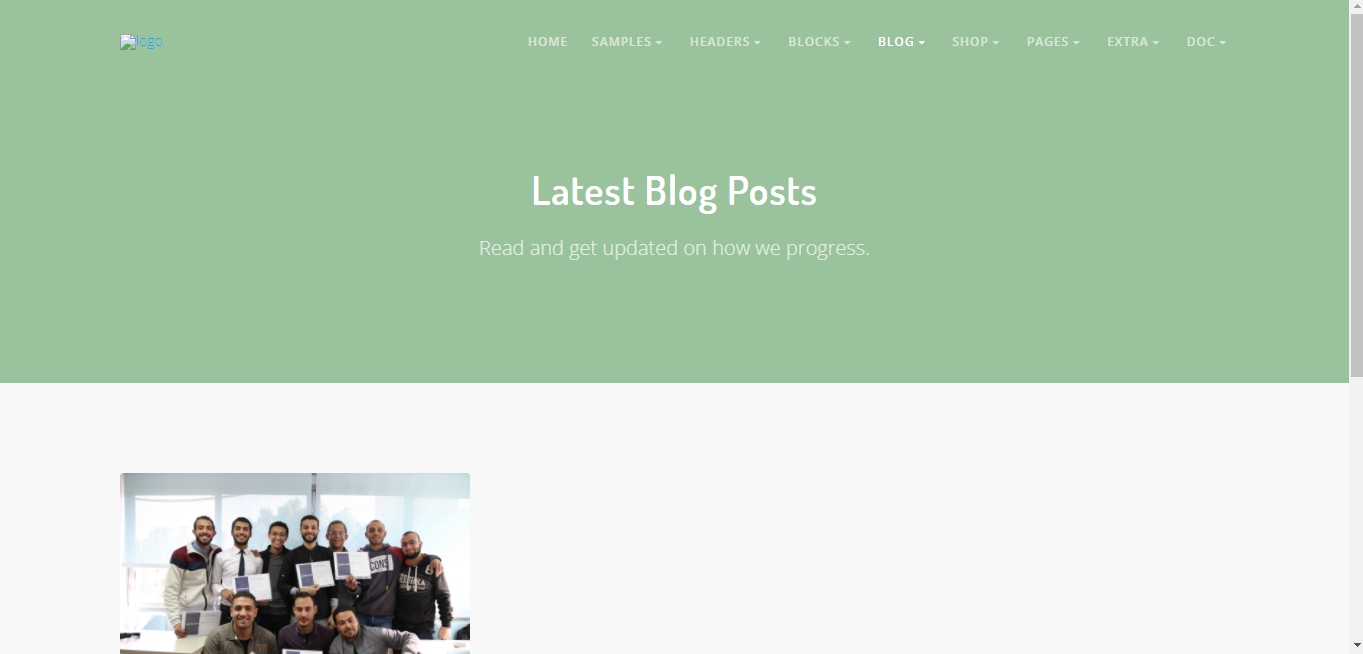 logo
HOME SAMPLES HEADERS BLOCKS BLOG SHOP PAGES EXTRA DOC
Latest Blog Posts
Read and get updated on how we progress.
CONS